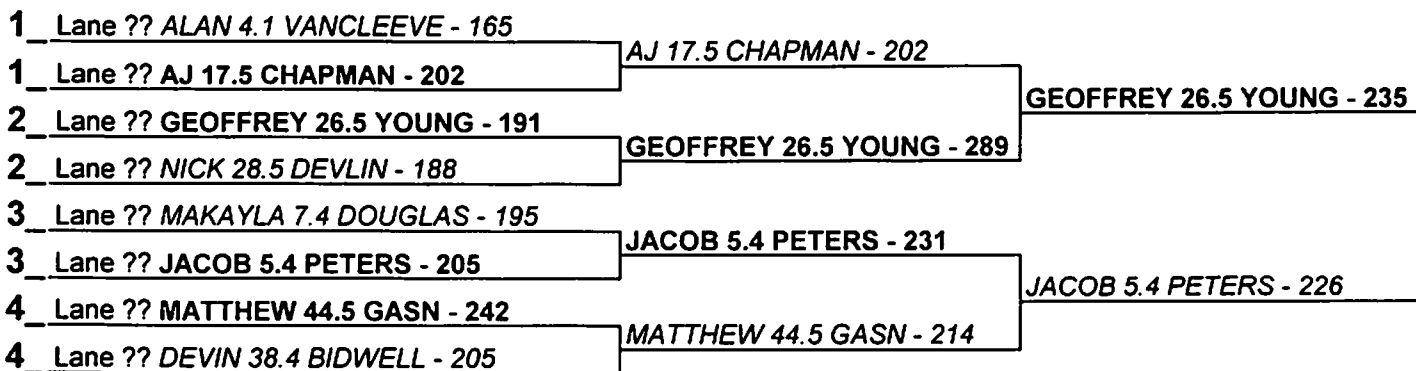 1_ Lane ?? ALAN 4.1 VANCLEEVE - 165
1_ Lane ?? AJ 17.5 CHAPMAN - 202
2_ Lane ?? GEOFFREY 26.5 YOUNG - 191
2_ Lane ?? NICK 28.5 DEVLIN - 188
3_ Lane ?? MAKAYLA 7.4 DOUGLAS - 195
3_ Lane ?? JACOB 5.4 PETERS - 205
4_ Lane ?? MATTHEW 44.5 GASN - 242
4_ Lane ?? DEVIN 38.4 BIDWELL - 205
AJ 17.5 CHAPMAN - 202
GEOFFREY 26.5 YOUNG - 289
JACOB 5.4 PETERS - 231
MATTHEW 44.5 GASN - 214
GEOFFREY 26.5 YOUNG - 235
JACOB 5.4 PETERS - 226